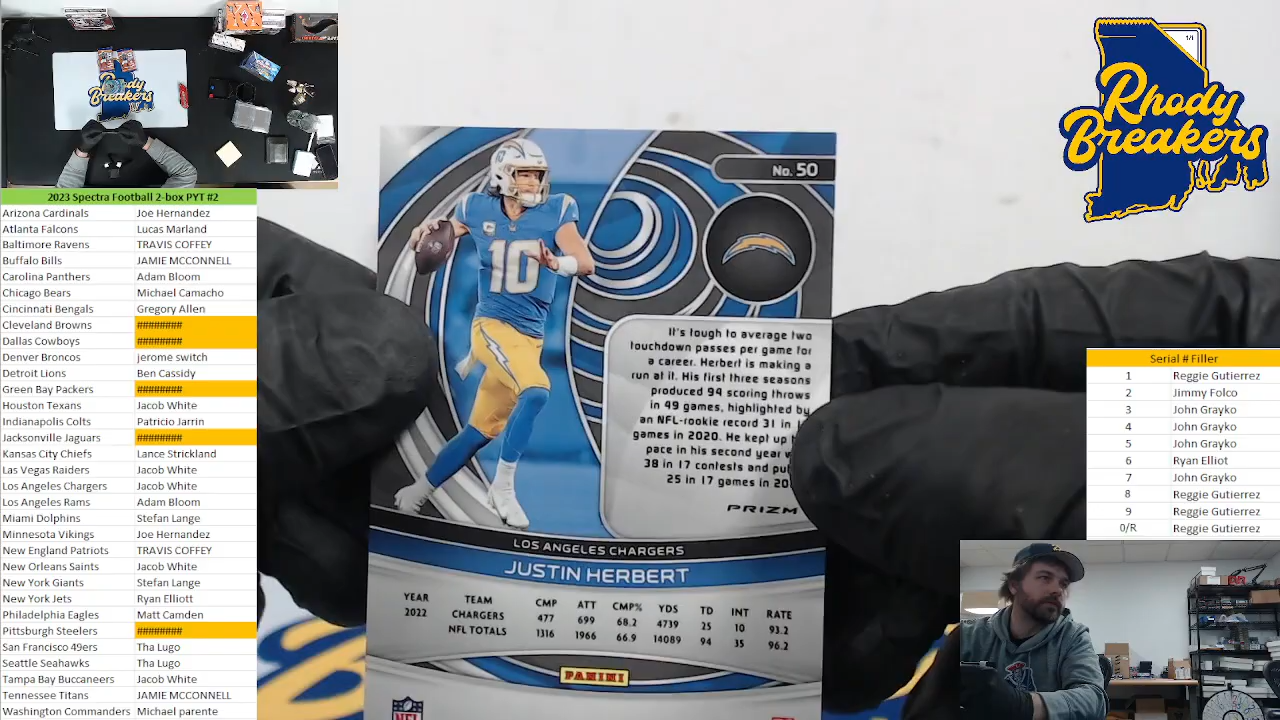 2023 Spectra Football 2-box PYT #2
Arizona Cardinals Joe Hernandez
Atlanta Falcons Lucas Marland
Baltimore Ravens TRAVIS COFFEY
Buffalo Bills JAMIE MCCONNELL
Carolina Panthers Adam Bloom
Chicago Bears Michael Camacho
Cincinnati Bengals Gregory Allen
Cleveland Browns ########
Dallas Cowboys ########
Denver Broncos jerome switch
Detroit Lions Ben Cassidy
Green Bay Packers ########
Houston Texans Jacob White
Indianapolis Colts Patricio Jarrin
Jacksonville Jaguars ########
Kansas City Chiefs Lance Strickland
Las Vegas Raiders Jacob White
Los Angeles Chargers Jacob White
Los Angeles Rams Adam Bloom
Miami Dolphins Stefan Lange
Minnesota Vikings Joe Hernandez
New England Patriots TRAVIS COFFEY
New Orleans Saints Jacob White
New York Giants Stefan Lange
New York Jets Ryan Elliott
Philadelphia Eagles Matt Camden
Pittsburgh Steelers ########
San Francisco 49ers Tha Lugo
Seattle Seahawks Tha Lugo
Tampa Bay Buccaneers Jacob White
Tennessee Titans JAMIE MCCONNELL
Washington Commanders Michael parente
Rhody
Breakers
No. 50
10
It's tough to average two
touchdown passes per game for
a career. Herbert is making a
run at it. His first three seasons
produced 94 scoring throws
in 49 games, highlighted by
an NFL-rookie record 31 in
games in 2020. He kept up
pace in his second year
38 in 17 contests and
25 in 17 games in
PRIZM
LOS ANGELES CHARGERS
JUSTIN HERBERT
YEAR TEAM CMP ATT CMP% YDS TD INT RATE
2022 CHARGERS 477 699 68.2 4739 25 10 93.2
NFL TOTALS 1316 1966 66.9 14089 94 35 96.2
PANINI
NFL
1/1
Rhody
Breakers
Serial # Filler
1 Reggie Gutierrez
2 Jimmy Folco
3 John Grayko
4 John Grayko
5 John Grayko
6 Ryan Elliot
7 John Grayko
8 Reggie Gutierrez
9 Reggie Gutierrez
0/R Reggie Gutierrez